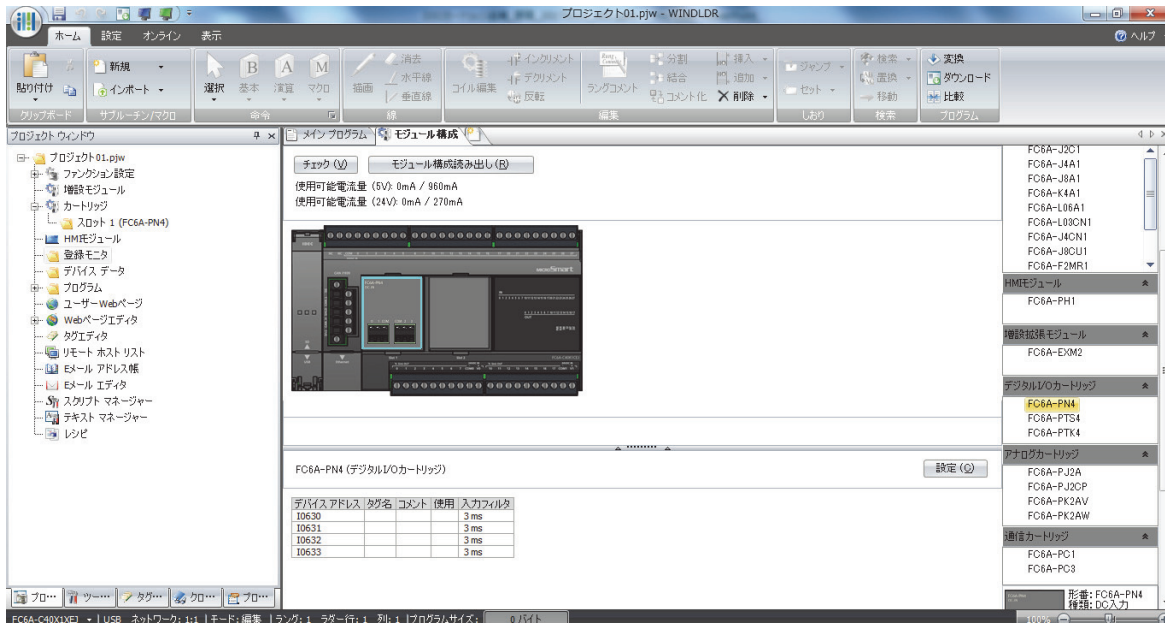 プロジェクト01.pjw - WINDLDR
ホーム 設定 オンライン 表示
ヘルプ
貼り付け
新規
インポート
選択 基本 演算 マクロ
描画
消去
水平線
垂直線
コイル編集
インクリメント
デクリメント
反転
ラングコメント
分割
結合
コメント化
挿入
追加
削除
ジャンプ
セット
検索
置換
移動
変換
ダウンロード
比較
クリップボード サブルーチン/マクロ 命令 線 編集 しおり 検索 プログラム
プロジェクト ウィンドウ
メイン プログラム モジュール構成
プロジェクト01.pjw
ファンクション設定
増設モジュール
カートリッジ
スロット 1 (FC6A-PN4)
HMIモジュール
登録モニタ
デバイス データ
プログラム
ユーザーWebページ
Webページエディタ
タグエディタ
リモート ホスト リスト
Eメール アドレス帳
Eメール エディタ
スクリプト マネージャー
テキスト マネージャー
レシピ
チェック (V) モジュール構成読み出し(R)
使用可能電流量 (5V): 0mA / 960mA
使用可能電流量 (24V): 0mA / 270mA
FC6A-PN4 (デジタルI/Oカートリッジ)
設定 (C)
デバイス アドレス タグ名 コメント 使用 入力フィルタ
I0630 3 ms
I0631 3 ms
I0632 3 ms
I0633 3 ms
FC6A-J2C1
FC6A-J4A1
FC6A-J8A1
FC6A-K4A1
FC6A-L06A1
FC6A-L03CN1
FC6A-J4CN1
FC6A-J8CU1
FC6A-F2MR1
HMIモジュール
FC6A-PH1
増設拡張モジュール
FC6A-EXM2
デジタルI/Oカートリッジ
FC6A-PN4
FC6A-PTS4
FC6A-PTK4
アナログカートリッジ
FC6A-PJ2A
FC6A-PJ2CP
FC6A-PK2AV
FC6A-PK2AW
通信カートリッジ
FC6A-PC1
FC6A-PC3
形番: FC6A-PN4
種類: DC入力
プロ… ツー… タグ… クロ… プロ…
FC6A-C40X1XEJ USB ネットワーク: 1:1 モード: 編集 ラング: 1 ラダー行: 1 列: 1 プログラムサイズ: 0 バイト 100%